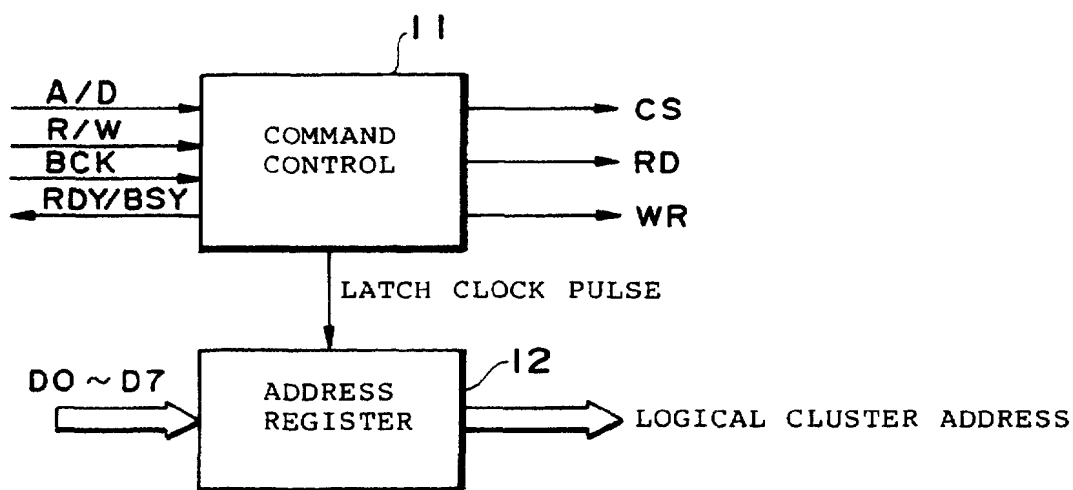 11
A/D
R/W
BCK
RDY/BSY
COMMAND
CONTROL
CS
RD
WR
LATCH CLOCK PULSE
12
D0 ~ D7
ADDRESS
REGISTER
LOGICAL CLUSTER ADDRESS